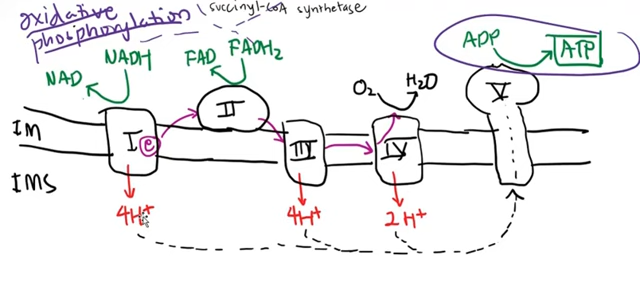 oxidative
phosphorylation
succinyl-CoA synthetase
NAD NADH FAD FADH2 O2 H2O ADP ATP
IM I e II III IV V
IMS
4H+ 4H+ 2H+